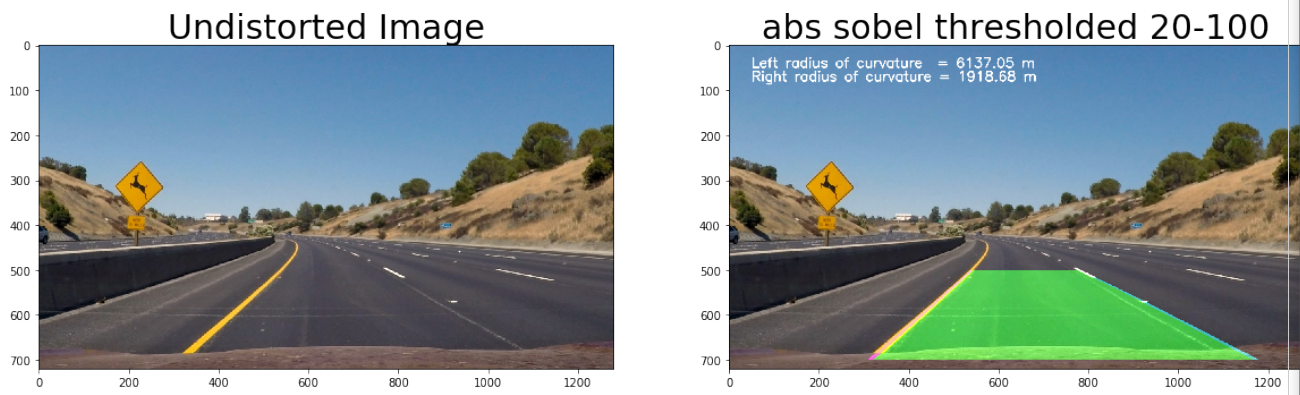 Undistorted Image
0
100
200
300
400
500
600
700
0 200 400 600 800 1000 1200
abs sobel thresholded 20-100
Left radius of curvature = 6137.05 m
Right radius of curvature = 1918.68 m
0
100
200
300
400
500
600
700
0 200 400 600 800 1000 1200